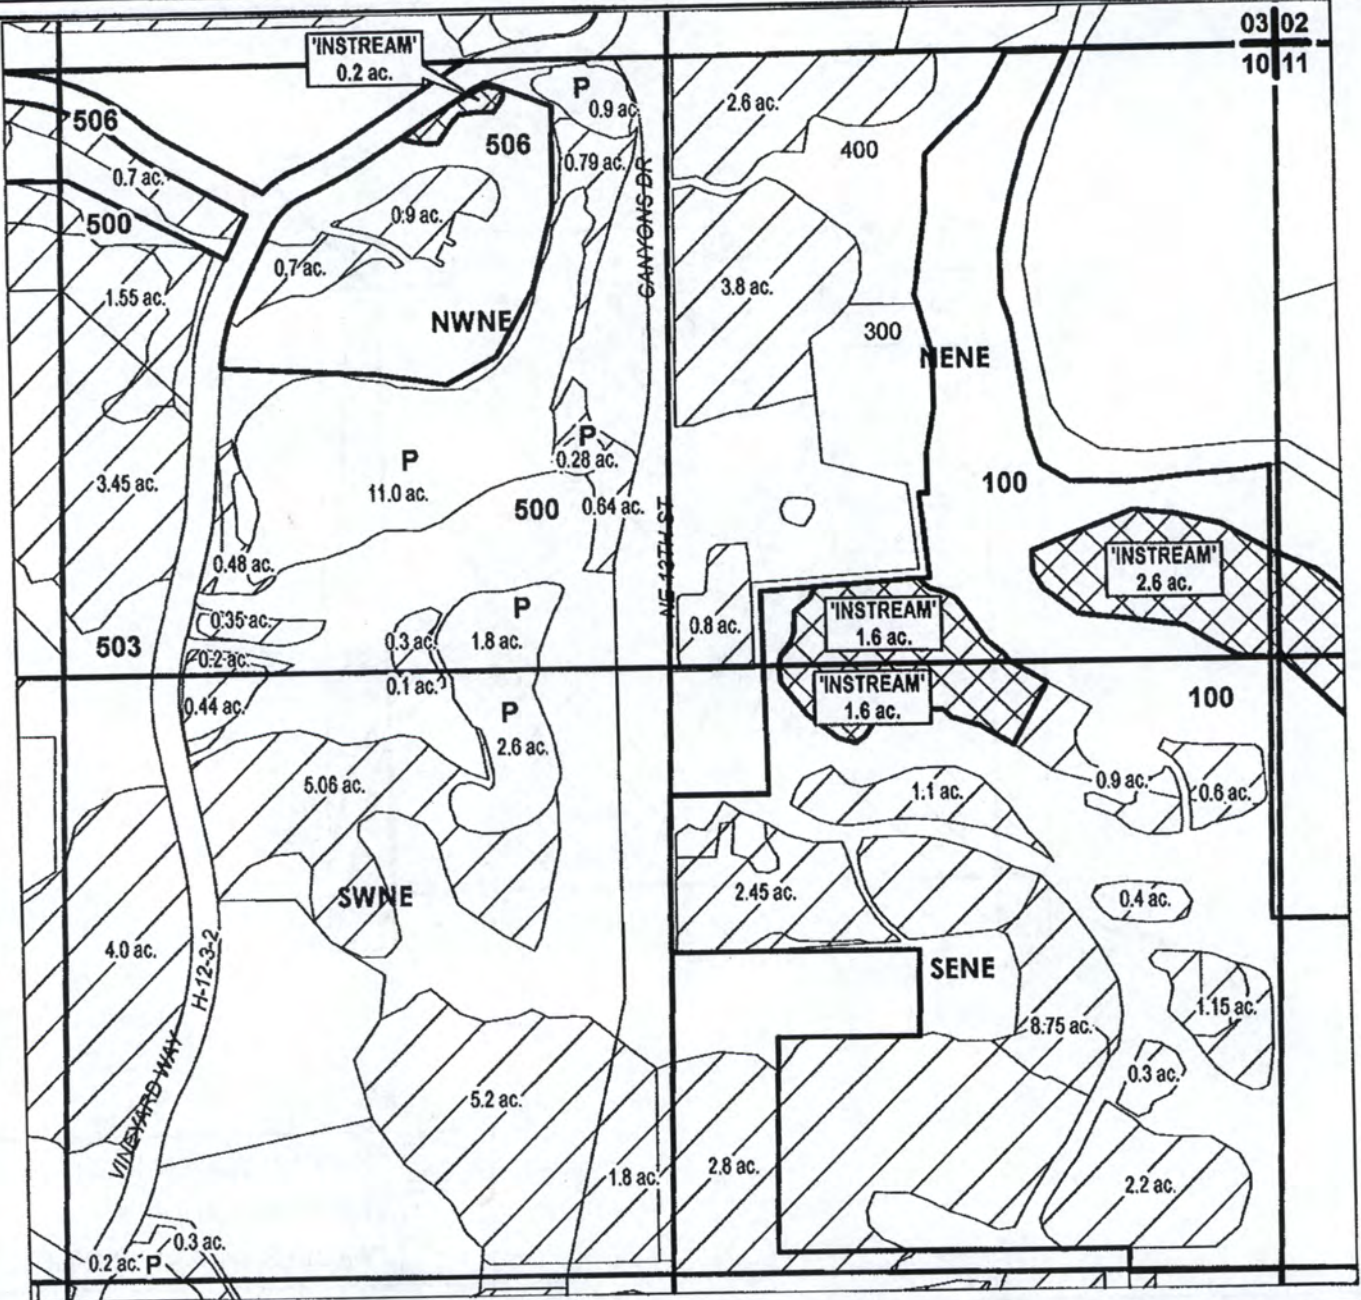 03 02
10 11
'INSTREAM'
0.2 ac.
P
0.9 ac
2.6 ac.
506
506
0.79 ac.
400
0.7 ac.
500
0.9 ac.
CANYONS DR
0.7 ac.
1.55 ac.
3.8 ac.
NWNE
300
NENE
P
0.28 ac.
P
11.0 ac.
3.45 ac.
100
500
0.64 ac.
NE 12TH ST
'INSTREAM'
2.6 ac.
0.48 ac.
P
'INSTREAM'
1.6 ac.
0.35 ac.
0.8 ac.
503
0.3 ac.
1.8 ac.
0.2 ac.
0.1 ac.
'INSTREAM'
1.6 ac.
100
0.44 ac.
P
2.6 ac.
5.06 ac.
0.9 ac.
0.6 ac.
1.1 ac.
2.45 ac.
SWNE
0.4 ac.
4.0 ac.
H-12-3-2
SENE
1.15 ac.
8.75 ac.
VINEYARD WAY
0.3 ac.
5.2 ac.
1.8 ac.
2.8 ac.
2.2 ac.
0.3 ac.
0.2 ac.
P